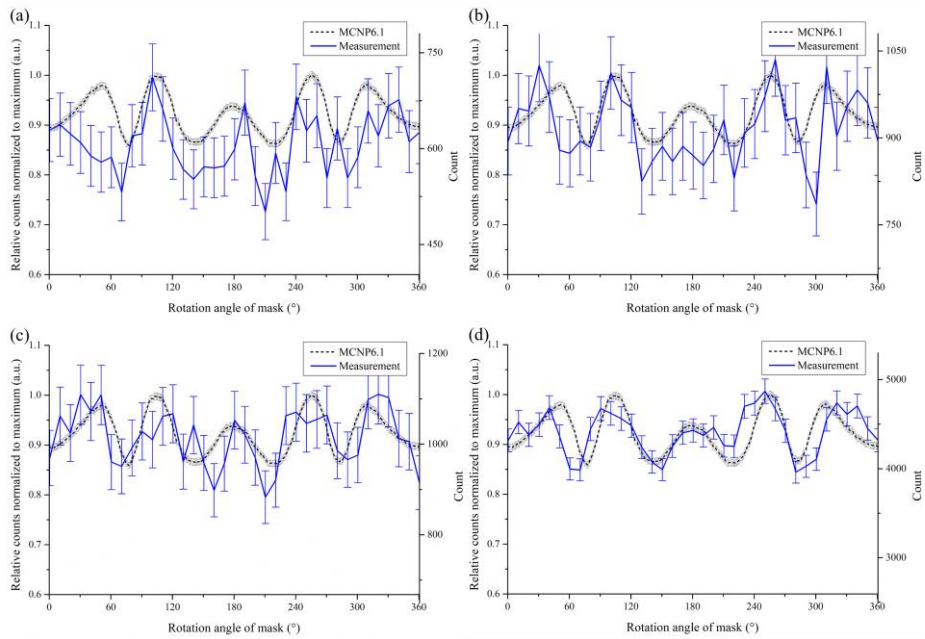 (a)
MCNP6.1
Measurement
Relative counts normalized to maximum (a.u.)
1.1
1.0
0.9
0.8
0.7
0.6
0
60
120
180
240
300
360
Rotation angle of mask (°)
750
600
450
Count
(b)
MCNP6.1
Measurement
Relative counts normalized to maximum (a.u.)
1.1
1.0
0.9
0.8
0.7
0.6
0
60
120
180
240
300
360
Rotation angle of mask (°)
1050
900
750
Count
(c)
MCNP6.1
Measurement
Relative counts normalized to maximum (a.u.)
1.1
1.0
0.9
0.8
0.7
0.6
0
60
120
180
240
300
360
Rotation angle of mask (°)
1200
1000
800
Count
(d)
MCNP6.1
Measurement
Relative counts normalized to maximum (a.u.)
1.1
1.0
0.9
0.8
0.7
0.6
0
60
120
180
240
300
360
Rotation angle of mask (°)
5000
4000
3000
Count